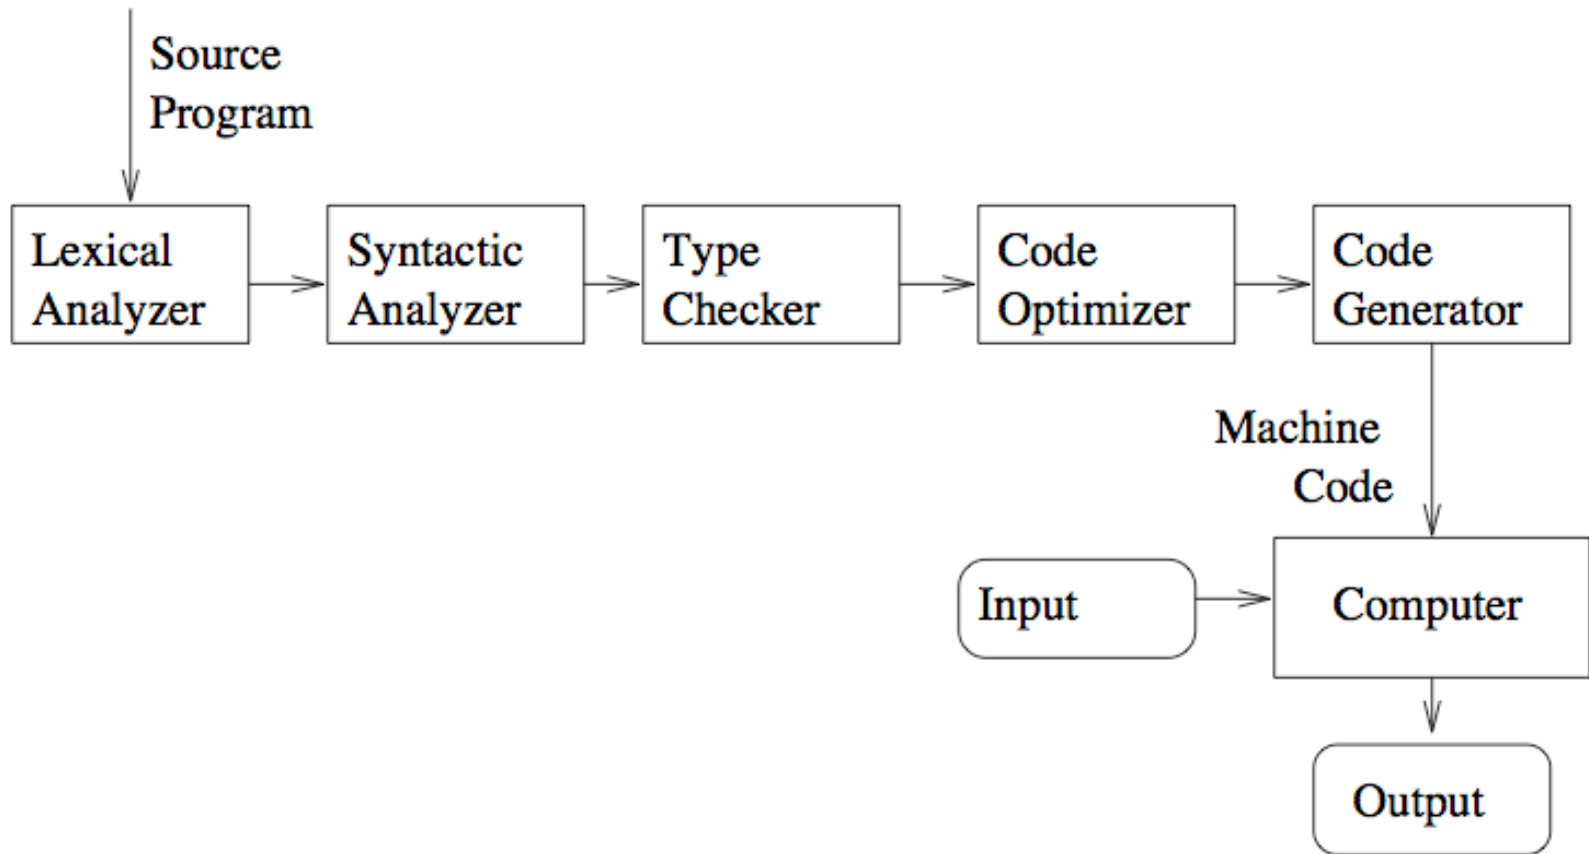 Source
Program
Lexical
Analyzer
Syntactic
Analyzer
Type
Checker
Code
Optimizer
Code
Generator
Machine
Code
Input
Computer
Output